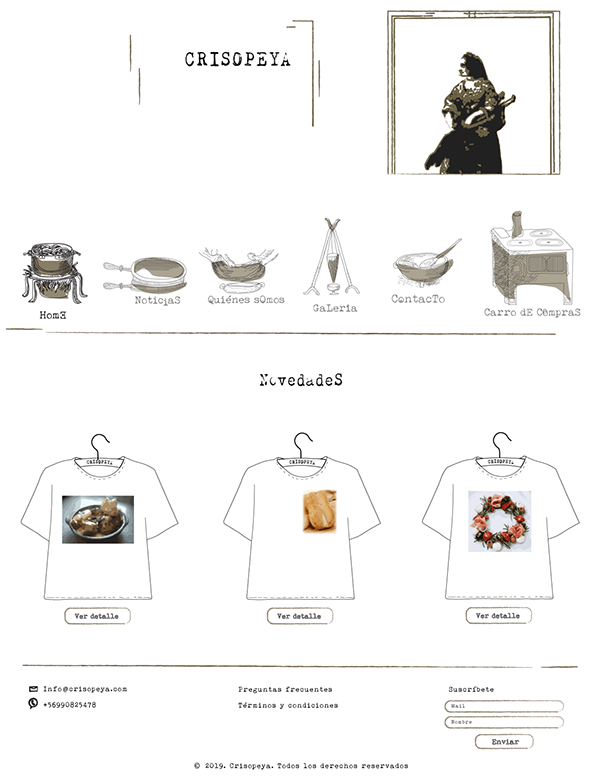 CRISOPEYA
HomE
NoticiaS
Quiénes sOmos
GaLeria
COntacTo
Carro dE COmpraS
NovedadeS
CRISOPEYA
CRISOPEYA
CRISOPEYA
Ver detalle
Ver detalle
Ver detalle
Info@crisopeya.com
+56990825478
Preguntas frecuentes
Términos y condiciones
Suscríbete
Mail
Nombre
Enviar
© 2019. Crisopeya. Todos los derechos reservados